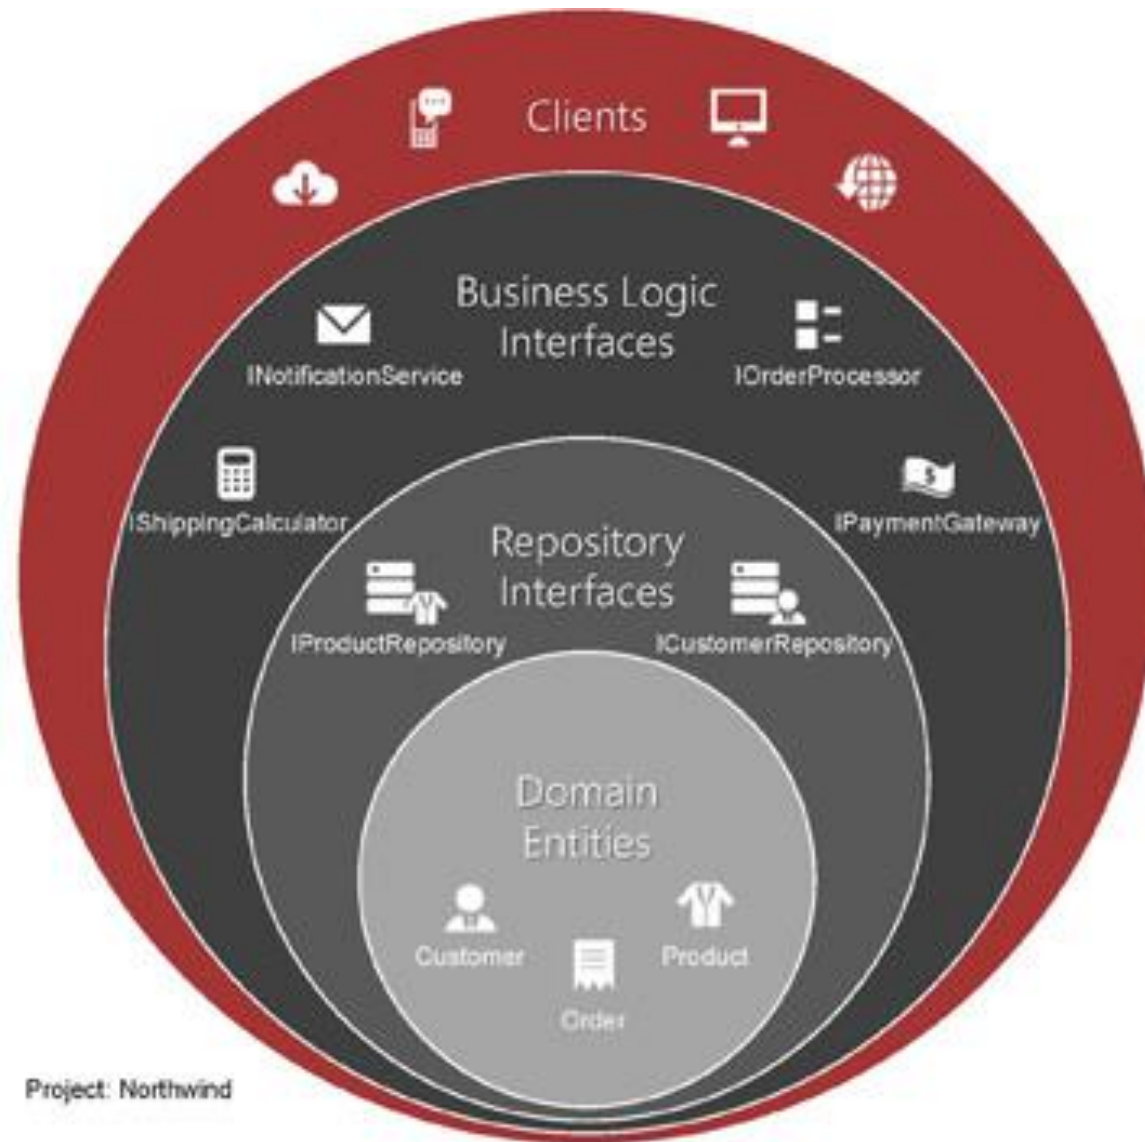 Clients
Business Logic
Interfaces
INotificationService
IOrderProcessor
IShippingCalculator
IPaymentGateway
Repository
Interfaces
IProductRepository
ICustomerRepository
Domain
Entities
Customer
Product
Order
Project: Northwind